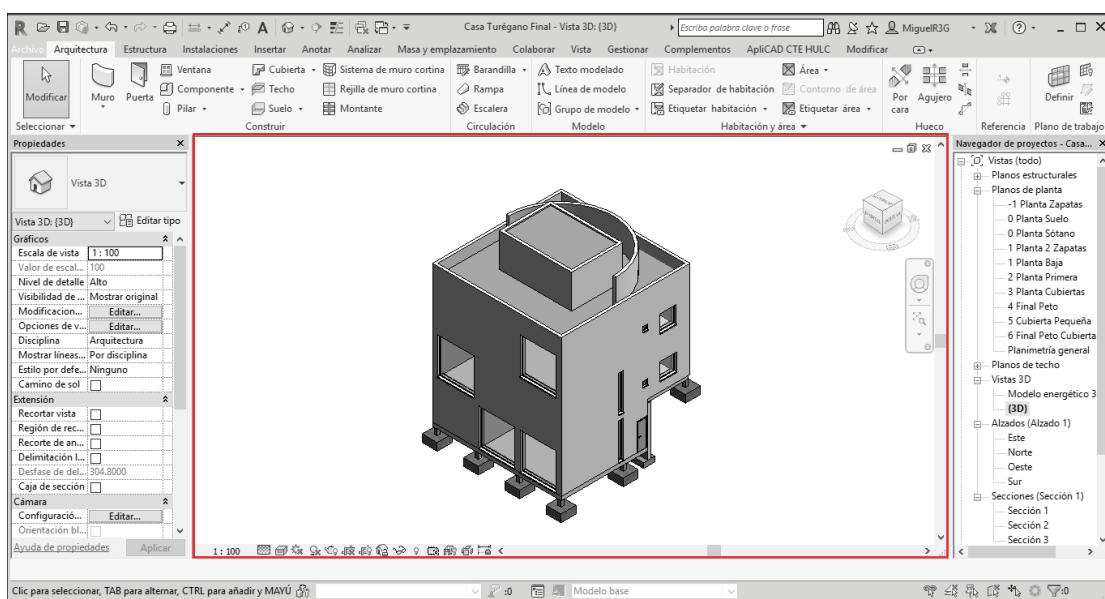 R A Casa Turégano Final - Vista 3D: {3D} Escriba palabra clave o frase MiguelR3G
Archivo Arquitectura Estructura Instalaciones Insertar Anotar Analizar Masa y emplazamiento Colaborar Vista Gestionar Complementos ApliCAD CTE HULC Modificar
Modificar
Muro
Puerta
Ventana
Componente
Pilar
Cubierta
Techo
Suelo
Sistema de muro cortina
Rejilla de muro cortina
Montante
Barandilla
Rampa
Escalera
Texto modelado
Línea de modelo
Grupo de modelo
Habitación
Separador de habitación
Etiquetar habitación
Área
Contorno de área
Etiquetar área
Por cara
Agujero
Definir
Seleccionar Construir Circulación Modelo Habitación y área Hueco Referencia Plano de trabajo
Propiedades
Vista 3D
Vista 3D: {3D} Editar tipo
Gráficos
Escala de vista 1 : 100
Valor de escal... 100
Nivel de detalle Alto
Visibilidad de ... Mostrar original
Modificacion... Editar...
Opciones de v... Editar...
Disciplina Arquitectura
Mostrar líneas... Por disciplina
Estilo por defe... Ninguno
Camino de sol
Extensión
Recortar vista
Región de rec...
Recorte de an...
Delimitación l...
Desfase de del... 304.8000
Caja de sección
Cámara
Configuració... Editar...
Orientación bl...
Ayuda de propiedades Aplicar
1 : 100
Navegador de proyectos - Casa...
Vistas (todo)
Planos estructurales
Planos de planta
-1 Planta Zapatas
0 Planta Suelo
0 Planta Sótano
1 Planta 2 Zapatas
1 Planta Baja
2 Planta Primera
3 Planta Cubiertas
4 Final Peto
5 Cubierta Pequeña
6 Final Peto Cubierta
Planimetría general
Planos de techo
Vistas 3D
Modelo energético 3
{3D}
Alzados (Alzado 1)
Este
Norte
Oeste
Sur
Secciones (Sección 1)
Sección 1
Sección 2
Sección 3
Clic para seleccionar, TAB para alternar, CTRL para añadir y MAYÚ :0 Modelo base :0